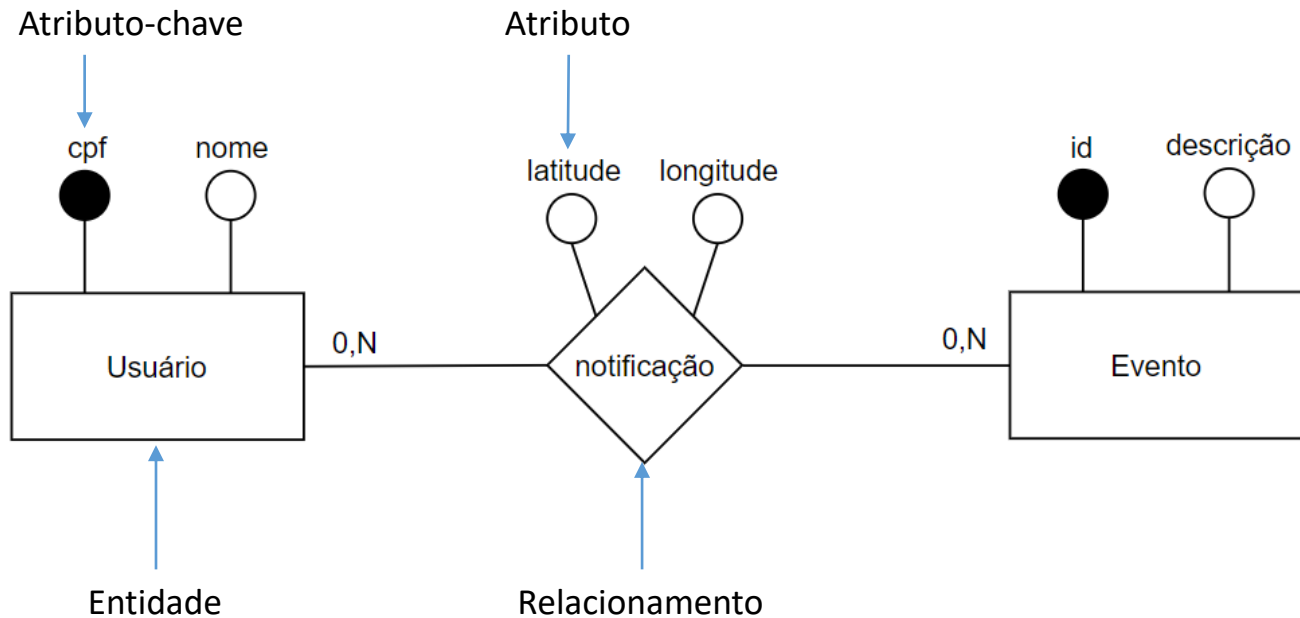 Atributo-chave
Atributo
cpf
nome
latitude
longitude
id
descrição
Usuário
0,N
notificação
0,N
Evento
Entidade
Relacionamento